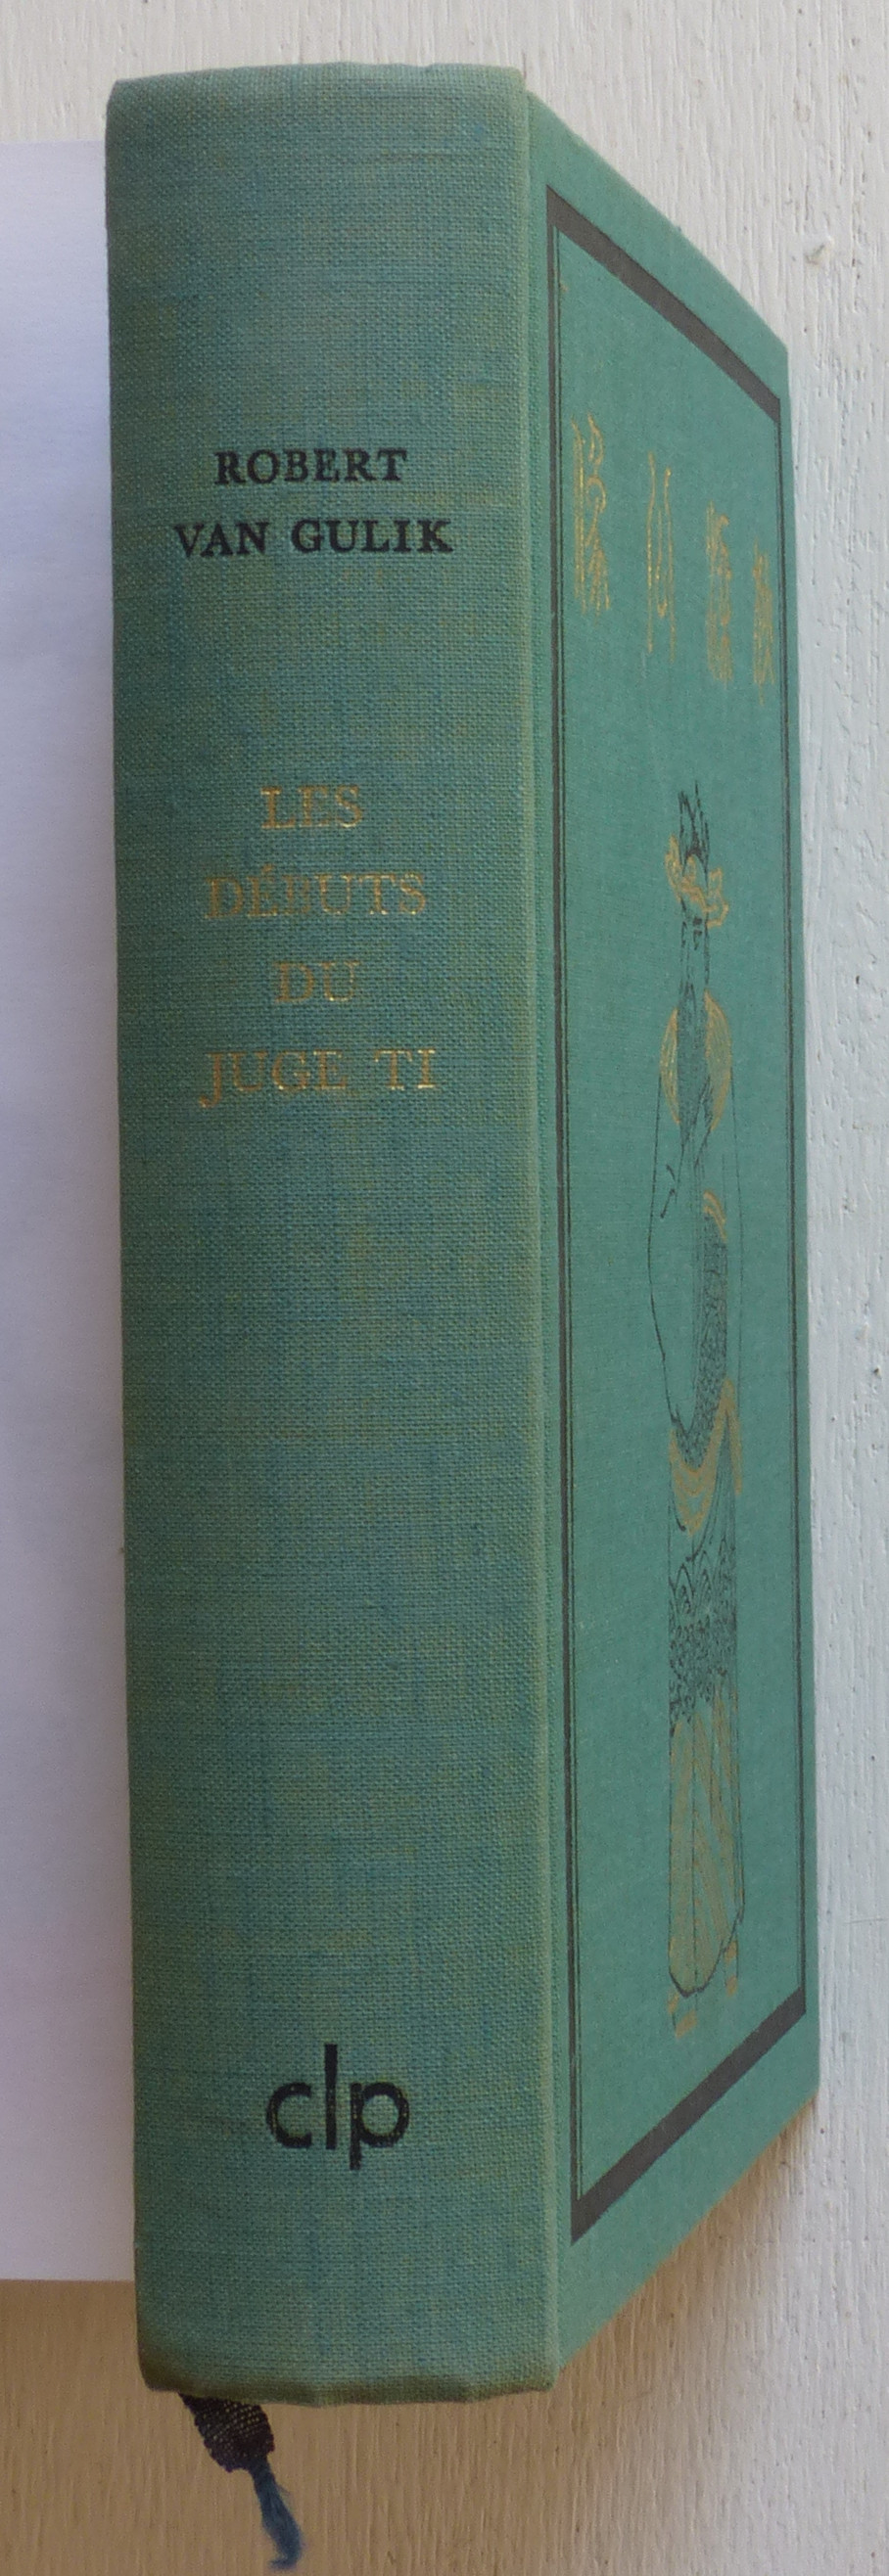 ROBERT
VAN GULIK
LES
DÉBUTS
DU
JUGE TI
clp